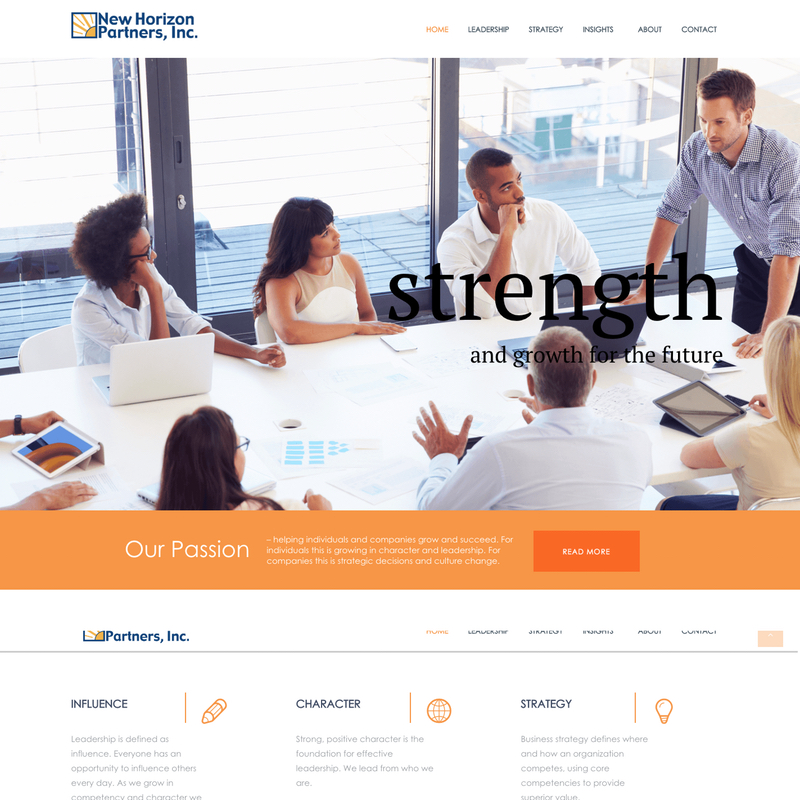 New Horizon
Partners, Inc.
HOME LEADERSHIP STRATEGY INSIGHTS ABOUT CONTACT
strength
and growth for the future
Our Passion
– helping individuals and companies grow and succeed. For
individuals this is growing in character and leadership. For
companies this is strategic decisions and culture change.
READ MORE
Partners, Inc.
HOME LEADERSHIP STRATEGY INSIGHTS ABOUT CONTACT
INFLUENCE
Leadership is defined as
influence. Everyone has an
opportunity to influence others
every day. As we grow in
competency and character we
CHARACTER
Strong, positive character is the
foundation for effective
leadership. We lead from who we
are.
STRATEGY
Business strategy defines where
and how an organization
competes, using core
competencies to provide
superior value.